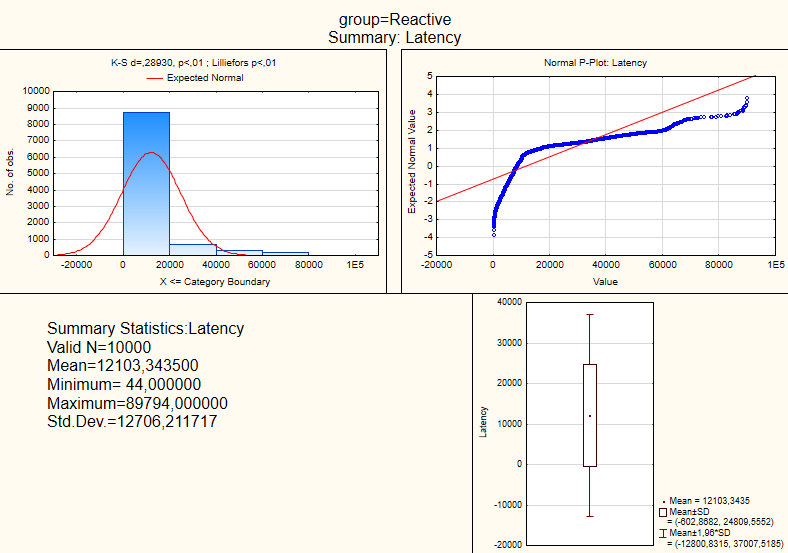 group=Reactive
Summary: Latency
K-S d=,28930, p<,01 ; Lilliefors p<,01
Expected Normal
10000
9000
8000
7000
6000
5000
4000
3000
2000
1000
0
No. of obs.
-20000 0 20000 40000 60000 80000 1E5
X <= Category Boundary
Normal P-Plot: Latency
5
4
3
2
1
0
-1
-2
-3
-4
-5
Expected Normal Value
-20000 0 20000 40000 60000 80000 1E5
Value
Summary Statistics:Latency
Valid N=10000
Mean=12103,343500
Minimum= 44,000000
Maximum=89794,000000
Std.Dev.=12706,211717
40000
30000
20000
10000
0
-10000
-20000
Latency
Mean = 12103,3435
Mean±SD
= (-602,8682, 24809,5552)
Mean±1,96*SD
= (-12800,8315, 37007,5185)